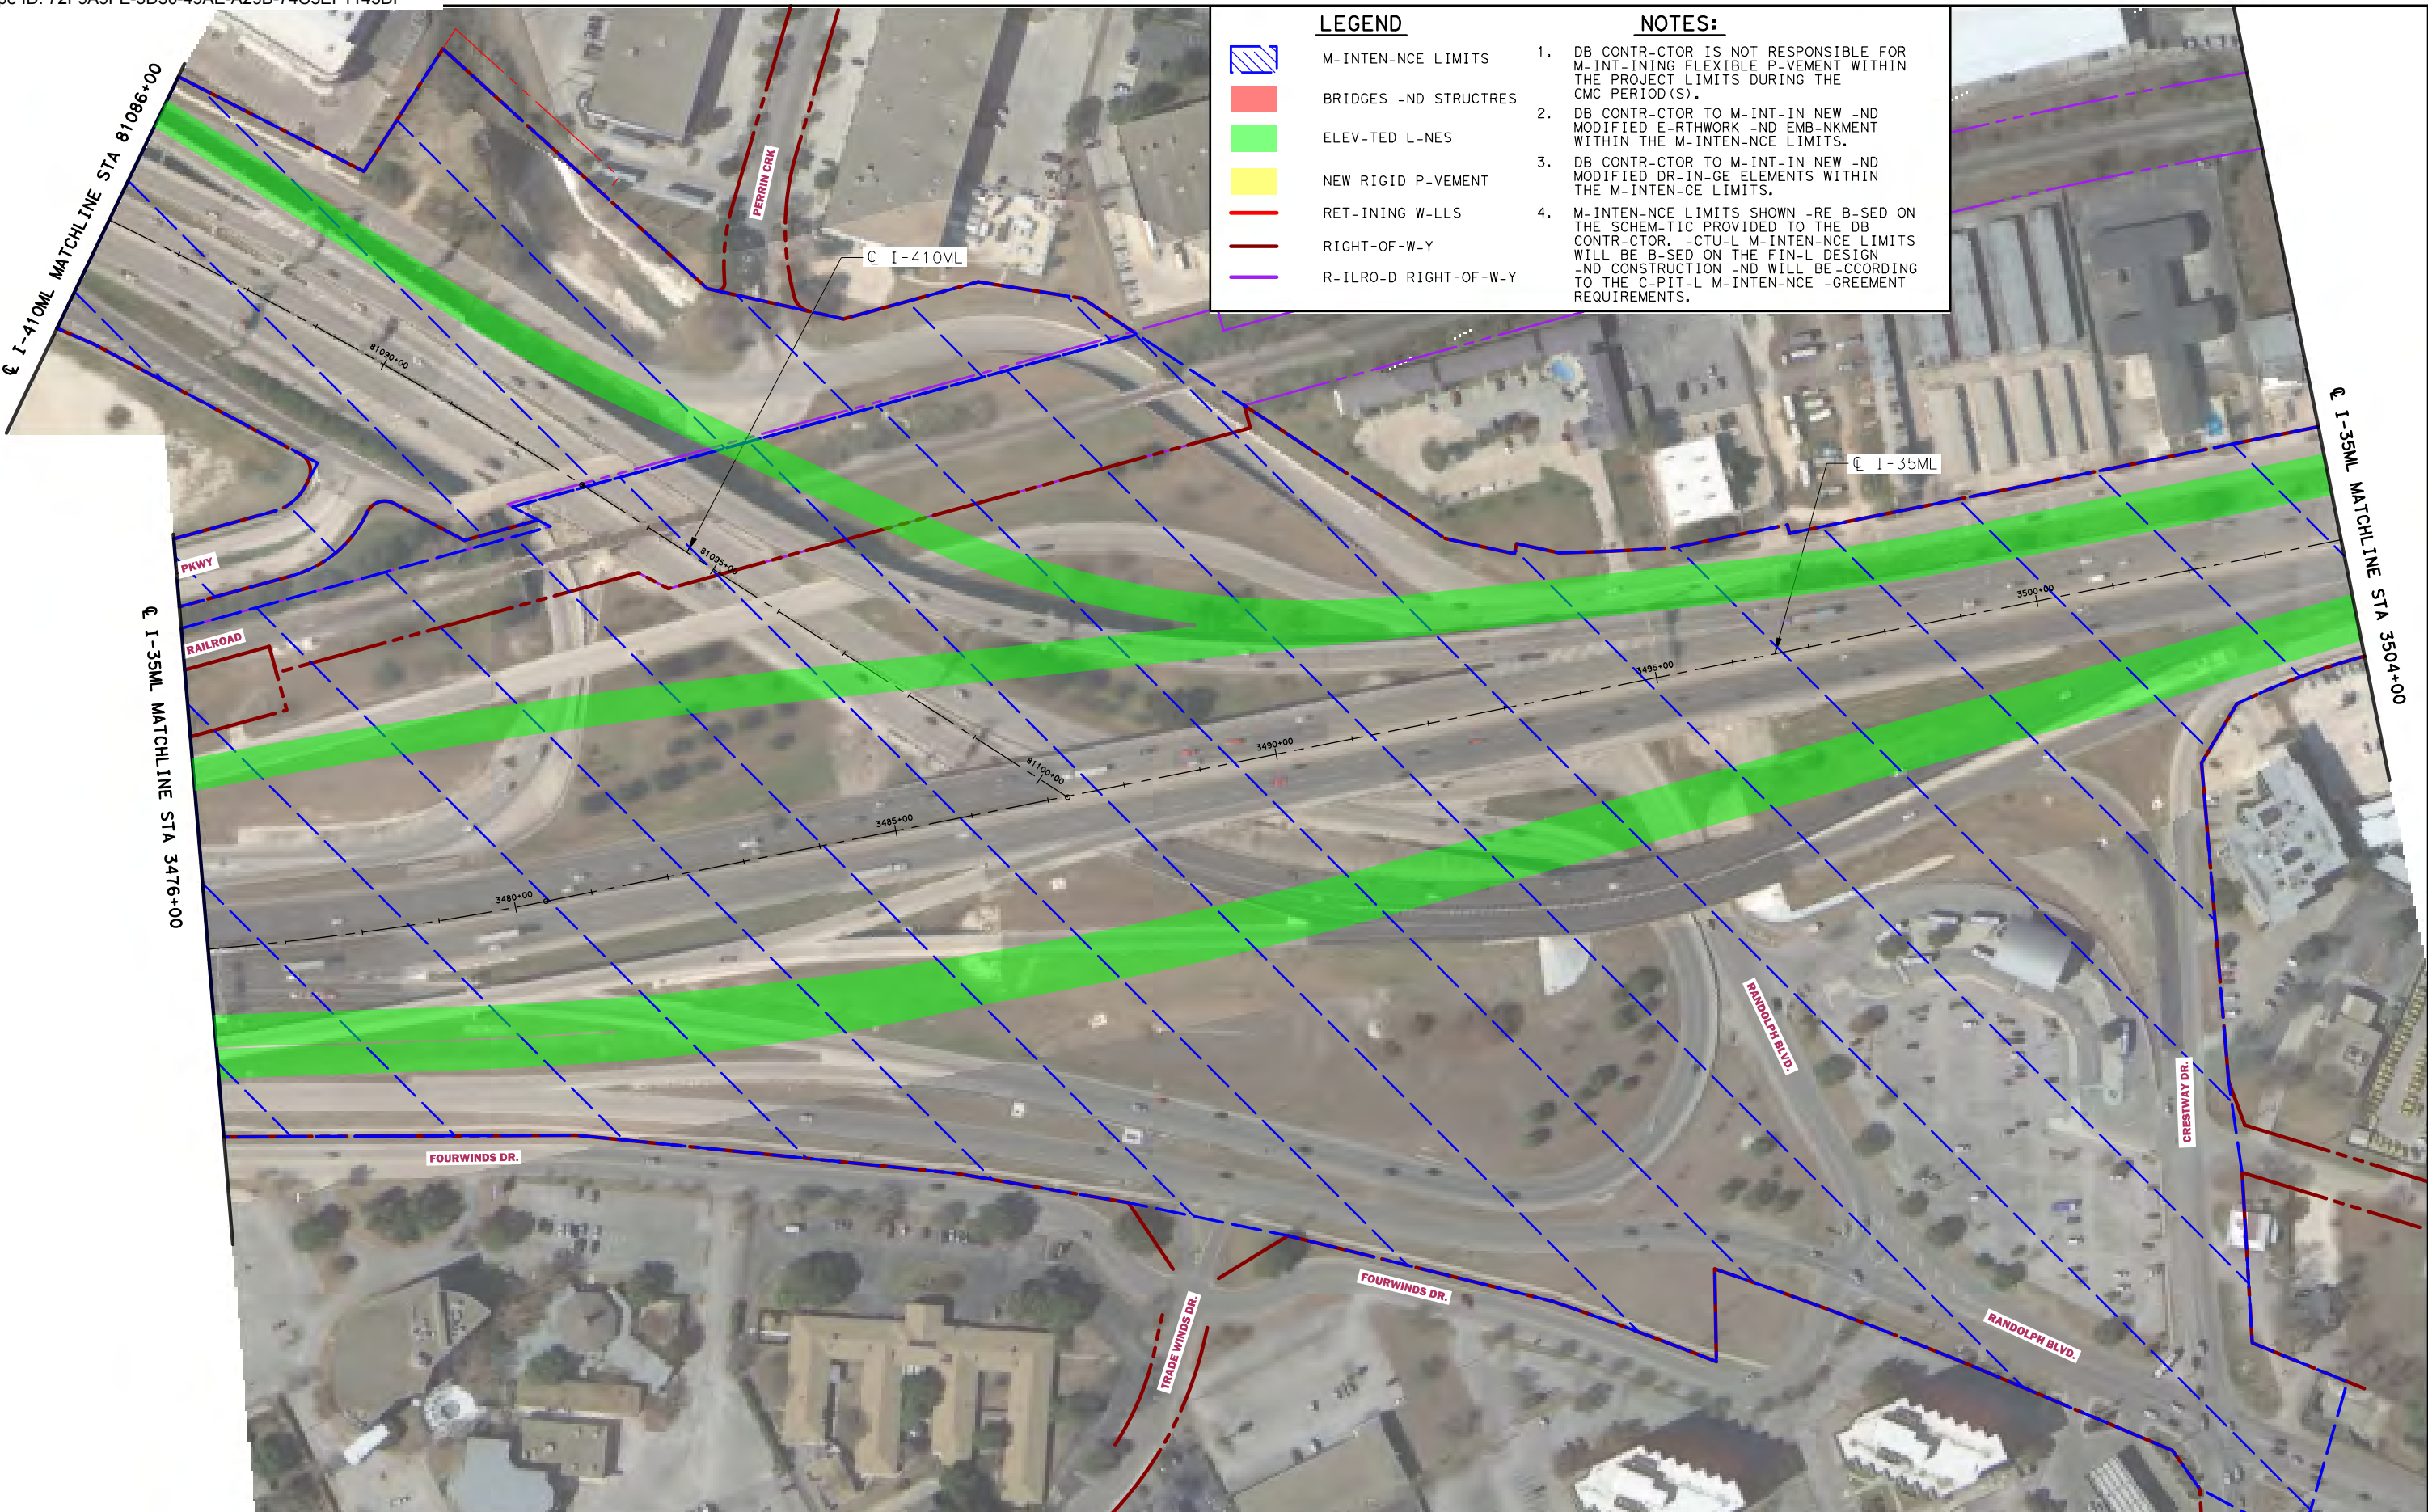 LEGEND
M-INTEN-NCE LIMITS
BRIDGES -ND STRUCTRES
ELEV-TED L-NES
NEW RIGID P-VEMENT
RET-INING W-LLS
RIGHT-OF-W-Y
R-ILRO-D RIGHT-OF-W-Y
NOTES:
1. DB CONTR-CTOR IS NOT RESPONSIBLE FOR
M-INT-INING FLEXIBLE P-VEMENT WITHIN
THE PROJECT LIMITS DURING THE
CMC PERIOD(S).
2. DB CONTR-CTOR TO M-INT-IN NEW -ND
MODIFIED E-RTHWORK -ND EMB-NKMENT
WITHIN THE M-INTEN-NCE LIMITS.
3. DB CONTR-CTOR TO M-INT-IN NEW -ND
MODIFIED DR-IN-GE ELEMENTS WITHIN
THE M-INTEN-CE LIMITS.
4. M-INTEN-NCE LIMITS SHOWN -RE B-SED ON
THE SCHEM-TIC PROVIDED TO THE DB
CONTR-CTOR. -CTU-L M-INTEN-NCE LIMITS
WILL BE B-SED ON THE FIN-L DESIGN
-ND CONSTRUCTION -ND WILL BE-CCORDING
TO THE C-PIT-L M-INTEN-NCE -GREEMENT
REQUIREMENTS.
℄ I-410ML MATCHLINE STA 81086+00
PERRIN CRK
℄ I-410ML
81090+00
℄ I-35ML
℄ I-35ML MATCHLINE STA 3504+00
PKWY
81095+00
3500+00
RAILROAD
℄ I-35ML MATCHLINE STA 3476+00
3495+00
3490+00
81100+00
3485+00
3480+00
RANDOLPH BLVD.
CRESTWAY DR.
FOURWINDS DR.
FOURWINDS DR.
TRADE WINDS DR.
RANDOLPH BLVD.